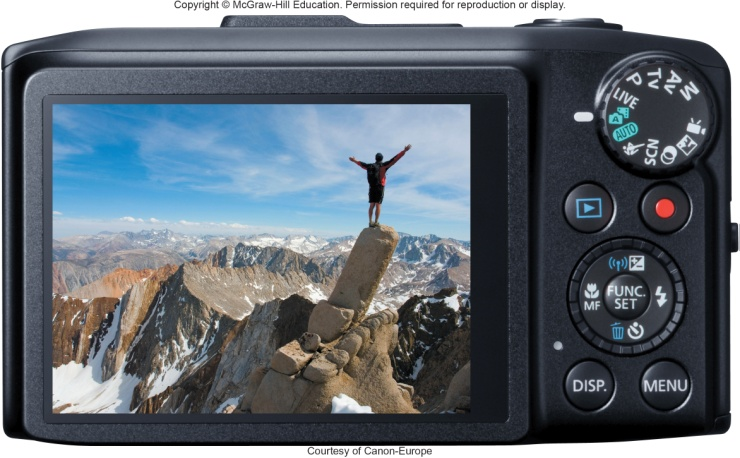 Copyright © McGraw-Hill Education. Permission required for reproduction or display.
M
AV
TV
P
LIVE
A
AUTO
SCN
FUNC.
SET
MF
DISP.
MENU
Courtesy of Canon-Europe